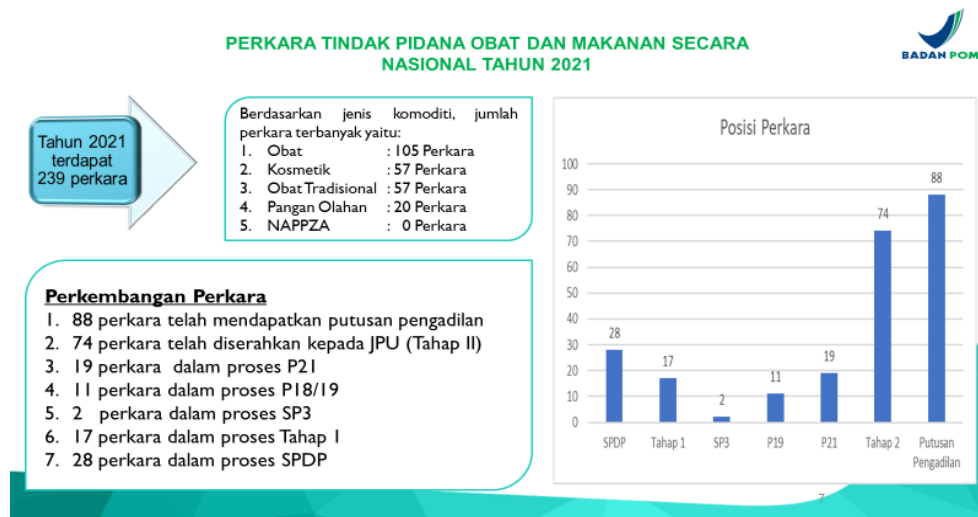 PERKARA TINDAK PIDANA OBAT DAN MAKANAN SECARA
NASIONAL TAHUN 2021
BADAN POM
Tahun 2021
terdapat
239 perkara
Berdasarkan jenis komoditi, jumlah
perkara terbanyak yaitu:
1. Obat : 105 Perkara
2. Kosmetik : 57 Perkara
3. Obat Tradisional : 57 Perkara
4. Pangan Olahan : 20 Perkara
5. NAPPZA : 0 Perkara
Perkembangan Perkara
1. 88 perkara telah mendapatkan putusan pengadilan
2. 74 perkara telah diserahkan kepada JPU (Tahap II)
3. 19 perkara dalam proses P21
4. 11 perkara dalam proses P18/19
5. 2 perkara dalam proses SP3
6. 17 perkara dalam proses Tahap 1
7. 28 perkara dalam proses SPDP
Posisi Perkara
100
90
80
70
60
50
40
30
20
10
0
28
17
2
11
19
74
88
SPDP Tahap 1 SP3 P19 P21 Tahap 2 Putusan
Pengadilan
7